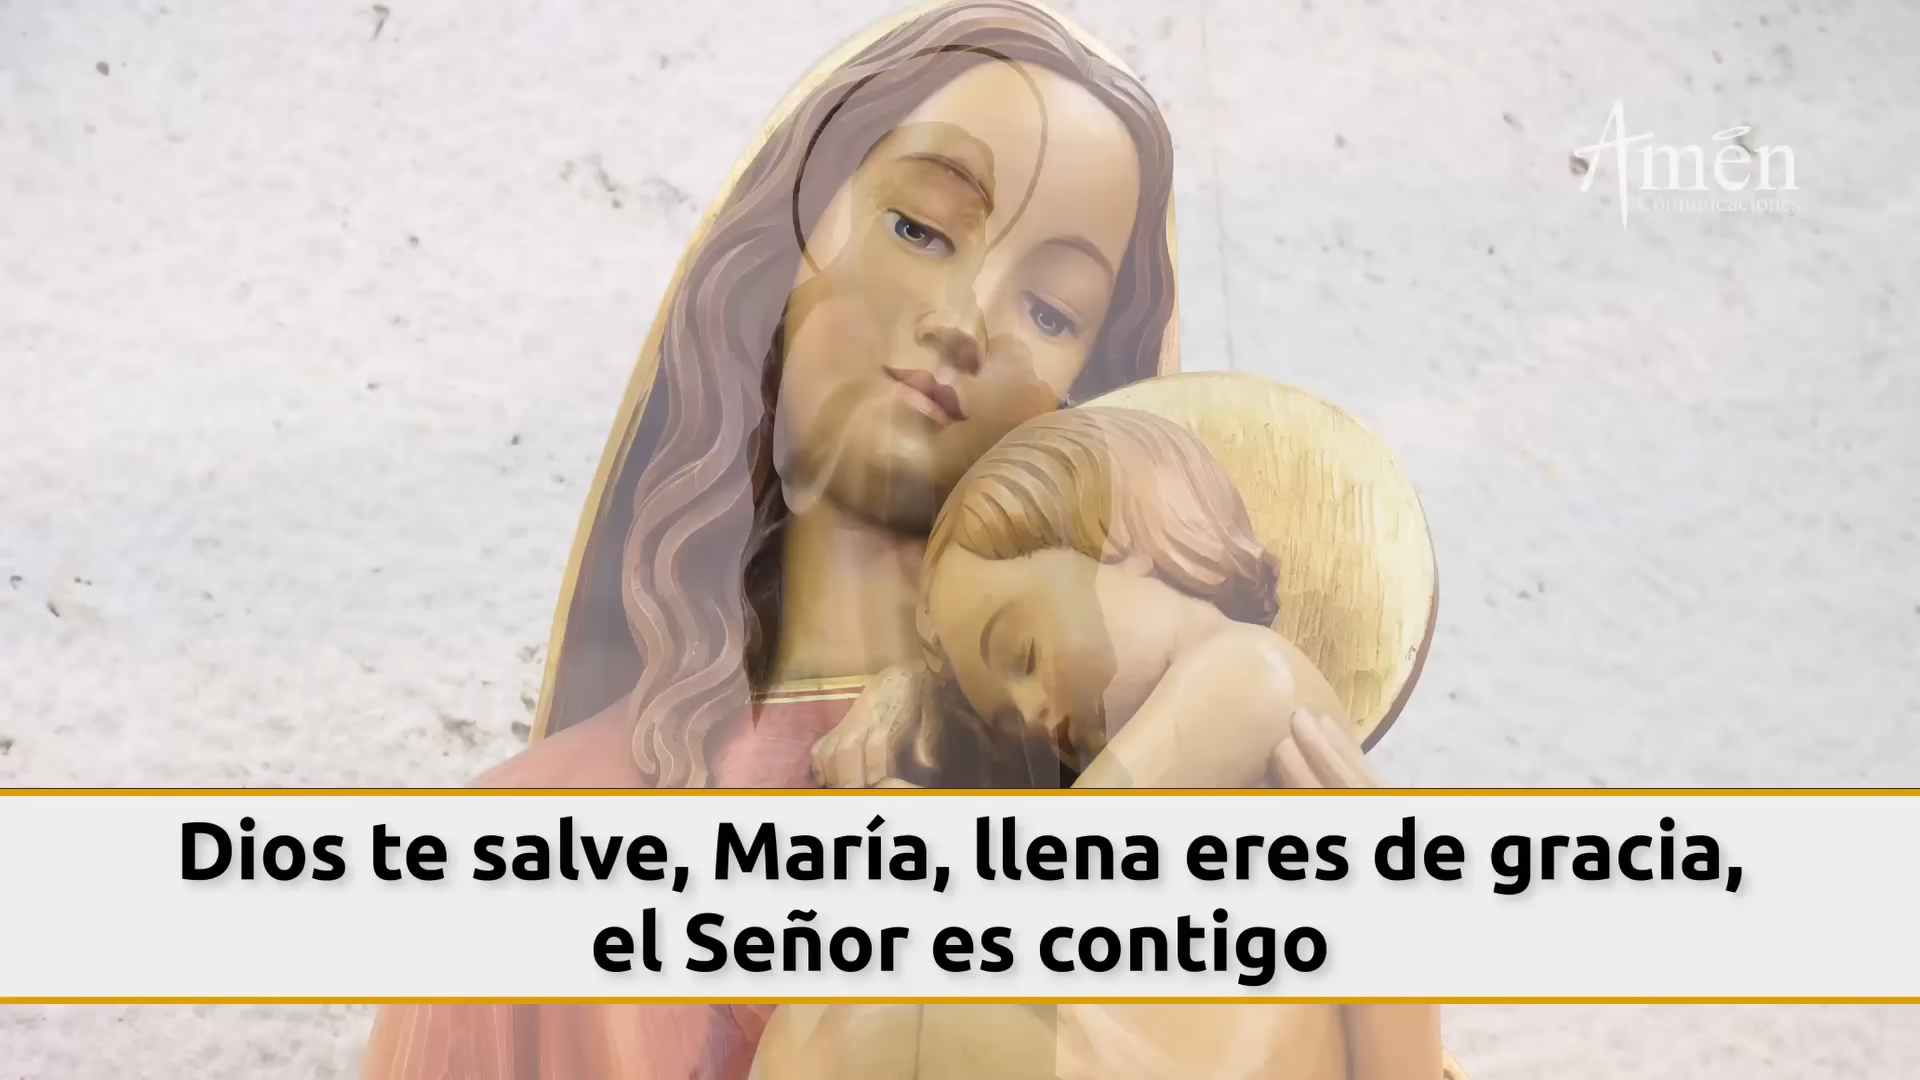 Amén
Comunicaciones
Dios te salve, María, llena eres de gracia,
el Señor es contigo